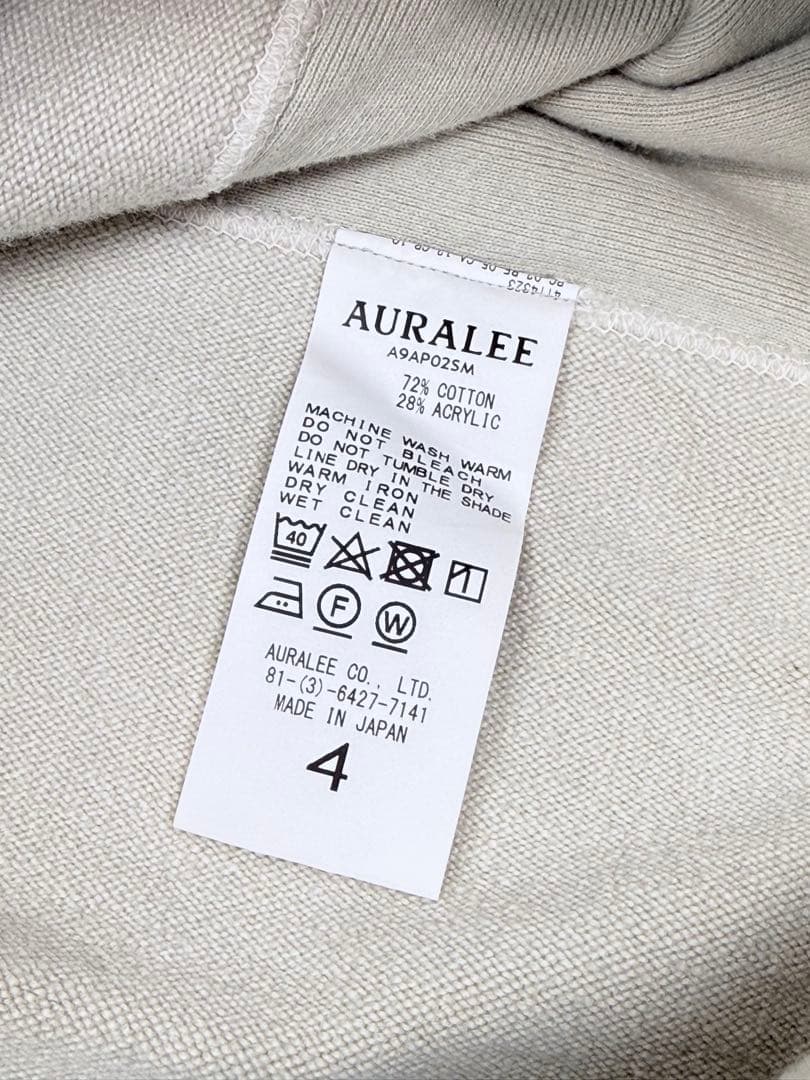 4114323
AURALEE
A9AP02SM
72% COTTON
28% ACRYLIC
MACHINE WASH WARM
DO NOT BLEACH
DO NOT TUMBLE DRY
LINE DRY IN THE SHADE
WARM IRON
DRY CLEAN
WET CLEAN
40
F
W
AURALEE CO., LTD.
81-(3)-6427-7141
MADE IN JAPAN
4